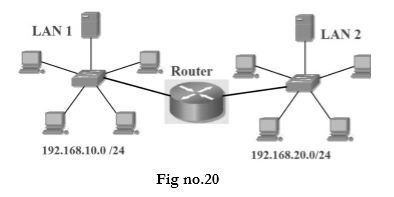 LAN 1
LAN 2
Router
192.168.10.0 /24
192.168.20.0/24
Fig no.20